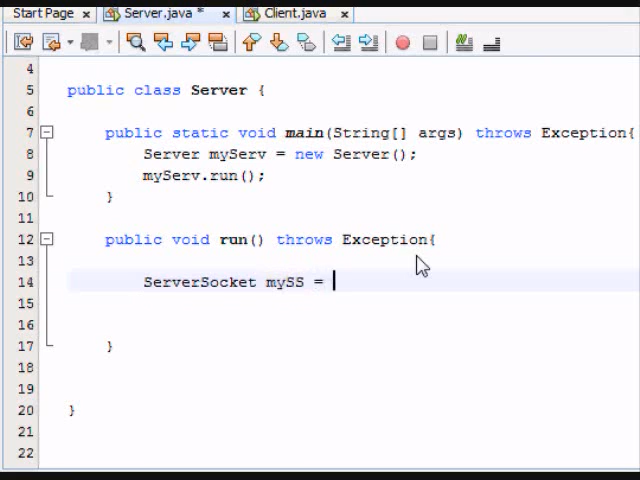 Start Page Server.java * Client.java
4
5 public class Server {
6
7 public static void main(String[] args) throws Exception{
8 Server myServ = new Server();
9 myServ.run();
10 }
11
12 public void run() throws Exception{
13
14 ServerSocket mySS =
15
16
17 }
18
19
20 }
21
22